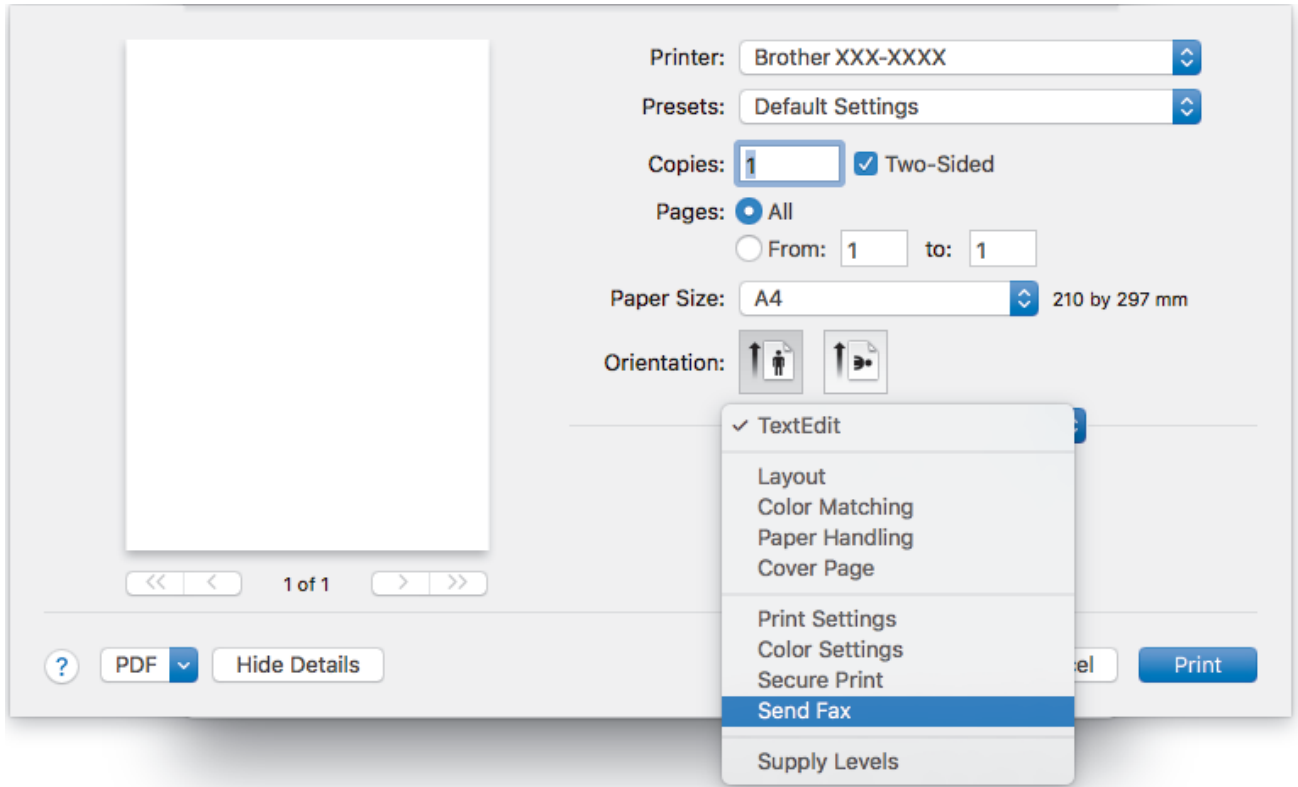 Printer: Brother XXX-XXXX
Presets: Default Settings
Copies: 1 Two-Sided
Pages: All
From: 1 to: 1
Paper Size: A4 210 by 297 mm
Orientation:
TextEdit
Layout
Color Matching
Paper Handling
Cover Page
<< < 1 of 1 > >>
Print Settings
Color Settings
? PDF Hide Details Print
Secure Print
Send Fax
Supply Levels